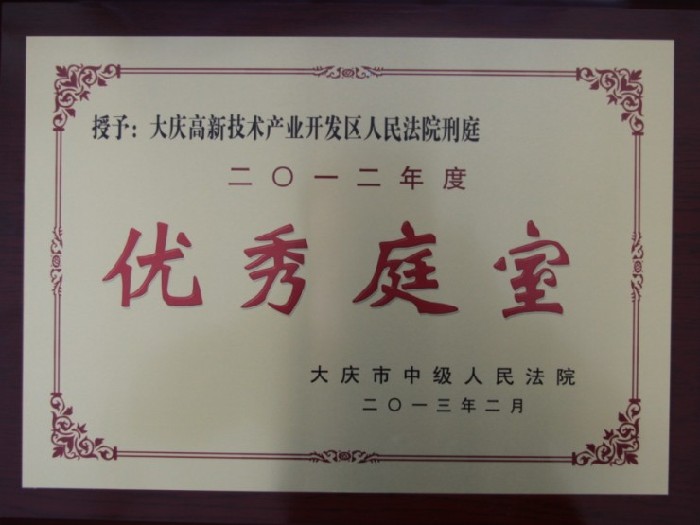 授予：大庆高新技术产业开发区人民法院刑庭
二〇一二年度
优秀庭室
大庆市中级人民法院
二〇一三年二月